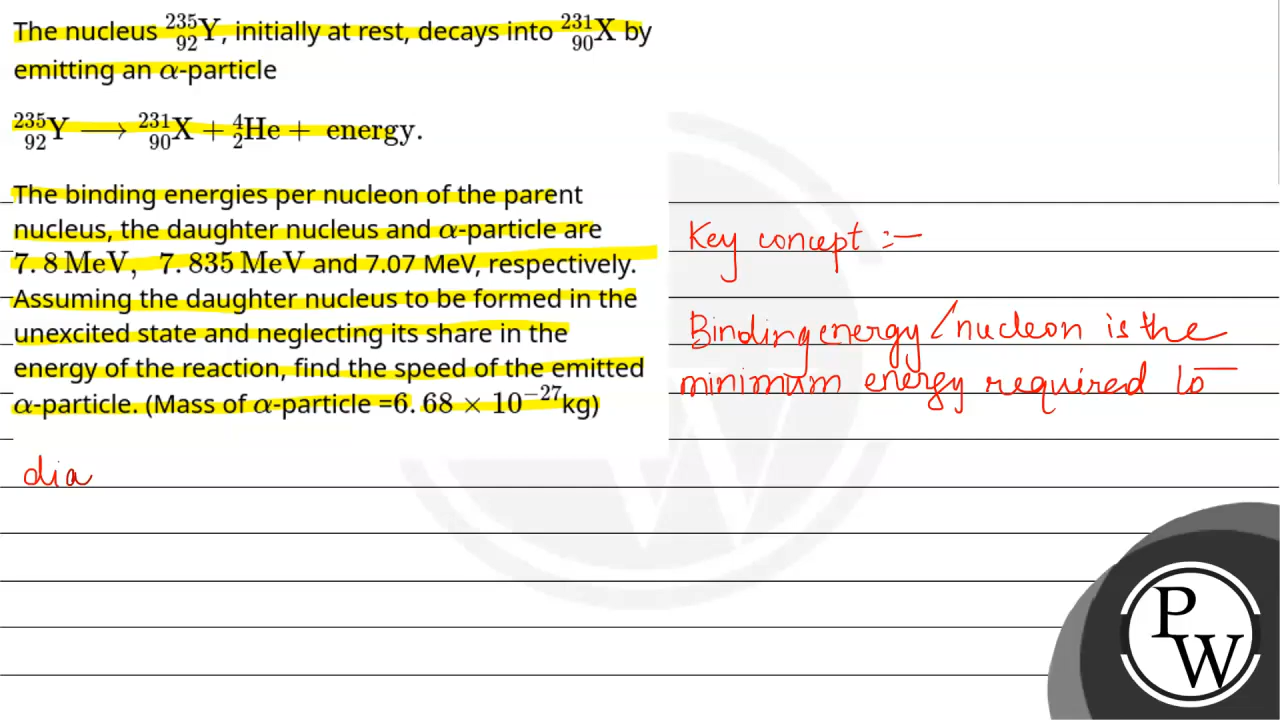 The nucleus ²³⁵₉₂Y, initially at rest, decays into ²³¹₉₀X by
emitting an α-particle
²³⁵₉₂Y ⟶ ²³¹₉₀X + ⁴₂He + energy.
The binding energies per nucleon of the parent
nucleus, the daughter nucleus and α-particle are
7.8 MeV, 7.835 MeV and 7.07 MeV, respectively.
Assuming the daughter nucleus to be formed in the
unexcited state and neglecting its share in the
energy of the reaction, find the speed of the emitted
α-particle. (Mass of α-particle =6.68 × 10⁻²⁷kg)
dia
Key concept :-
Binding energy/nucleon is the
minimum energy required to
PW